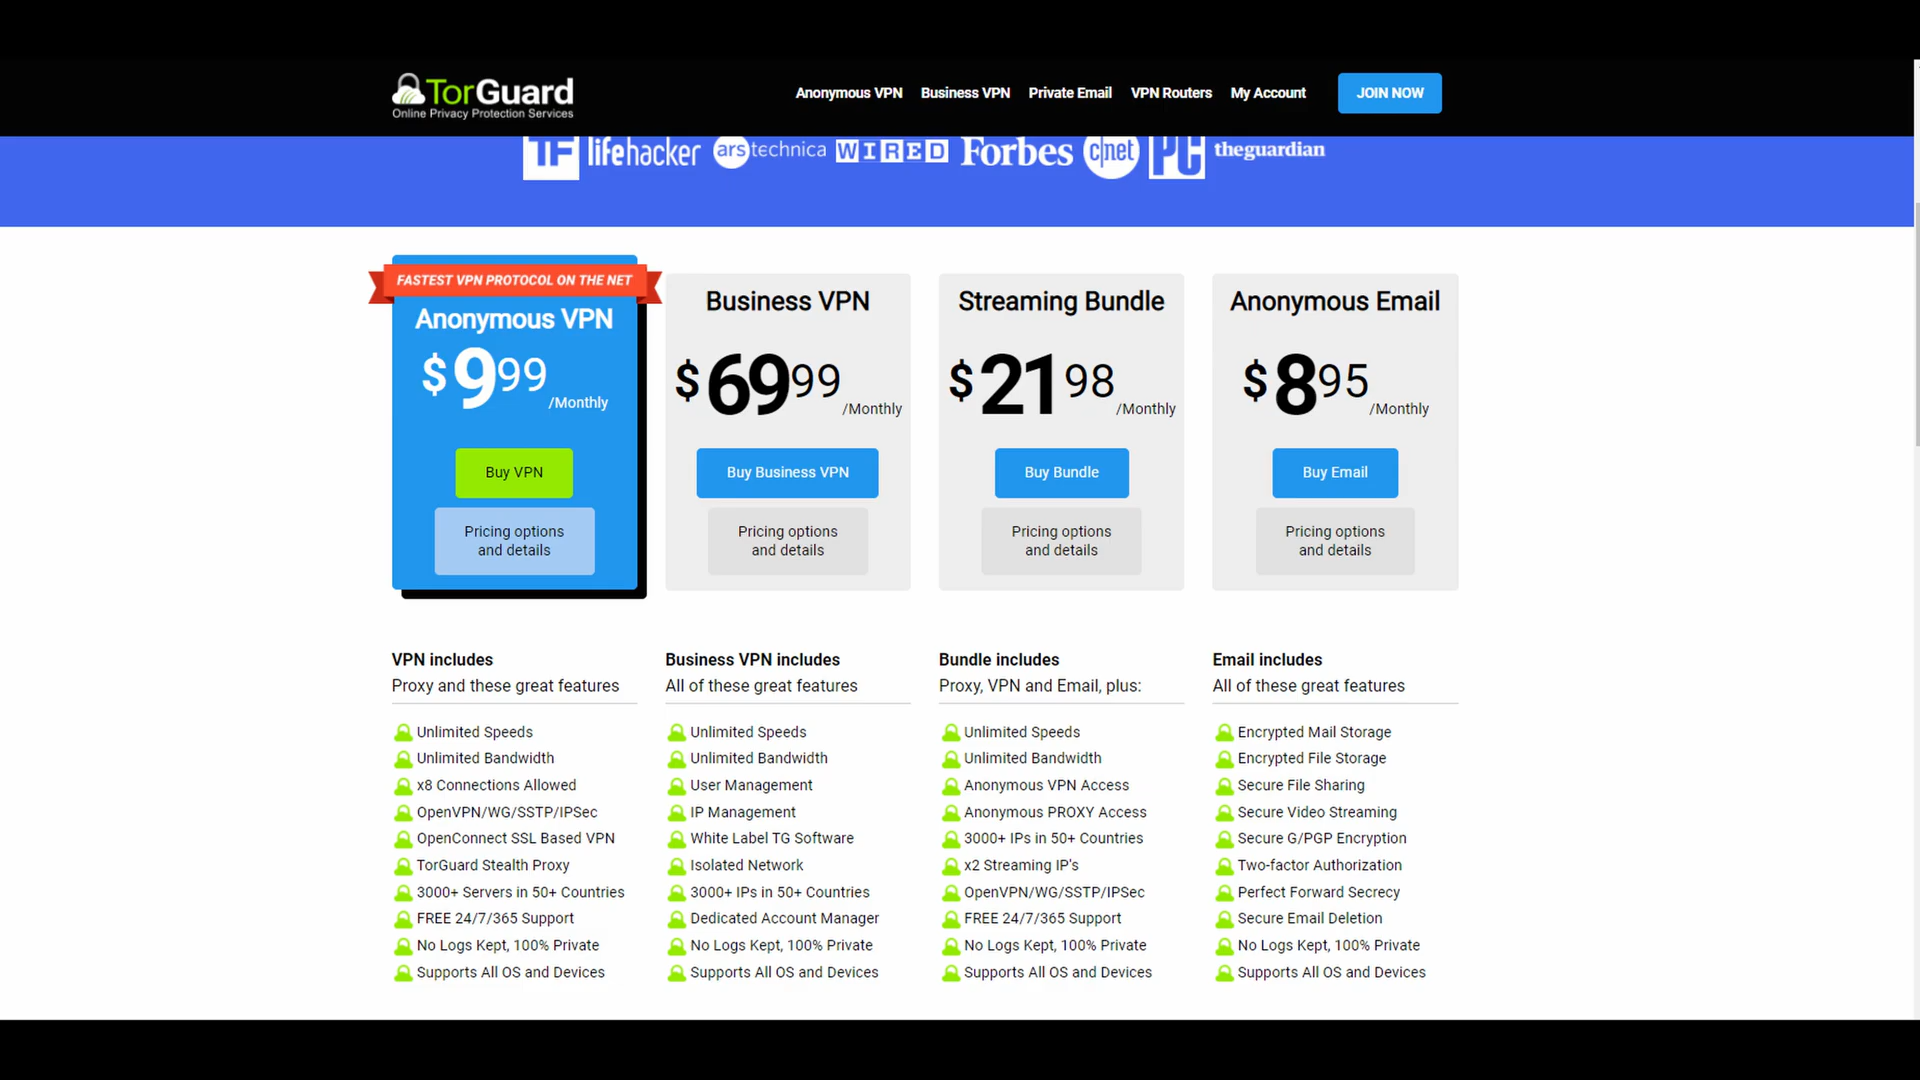 TorGuard
Online Privacy Protection Services
Anonymous VPN Business VPN Private Email VPN Routers My Account JOIN NOW
TF lifehacker ars technica WIRED Forbes c|net PC theguardian
FASTEST VPN PROTOCOL ON THE NET
Anonymous VPN
$999
/Monthly
Buy VPN
Pricing options
and details
Business VPN
$6999
/Monthly
Buy Business VPN
Pricing options
and details
Streaming Bundle
$2198
/Monthly
Buy Bundle
Pricing options
and details
Anonymous Email
$895
/Monthly
Buy Email
Pricing options
and details
VPN includes
Proxy and these great features
Unlimited Speeds
Unlimited Bandwidth
x8 Connections Allowed
OpenVPN/WG/SSTP/IPSec
OpenConnect SSL Based VPN
TorGuard Stealth Proxy
3000+ Servers in 50+ Countries
FREE 24/7/365 Support
No Logs Kept, 100% Private
Supports All OS and Devices
Business VPN includes
All of these great features
Unlimited Speeds
Unlimited Bandwidth
User Management
IP Management
White Label TG Software
Isolated Network
3000+ IPs in 50+ Countries
Dedicated Account Manager
No Logs Kept, 100% Private
Supports All OS and Devices
Bundle includes
Proxy, VPN and Email, plus:
Unlimited Speeds
Unlimited Bandwidth
Anonymous VPN Access
Anonymous PROXY Access
3000+ IPs in 50+ Countries
x2 Streaming IP's
OpenVPN/WG/SSTP/IPSec
FREE 24/7/365 Support
No Logs Kept, 100% Private
Supports All OS and Devices
Email includes
All of these great features
Encrypted Mail Storage
Encrypted File Storage
Secure File Sharing
Secure Video Streaming
Secure G/PGP Encryption
Two-factor Authorization
Perfect Forward Secrecy
Secure Email Deletion
No Logs Kept, 100% Private
Supports All OS and Devices